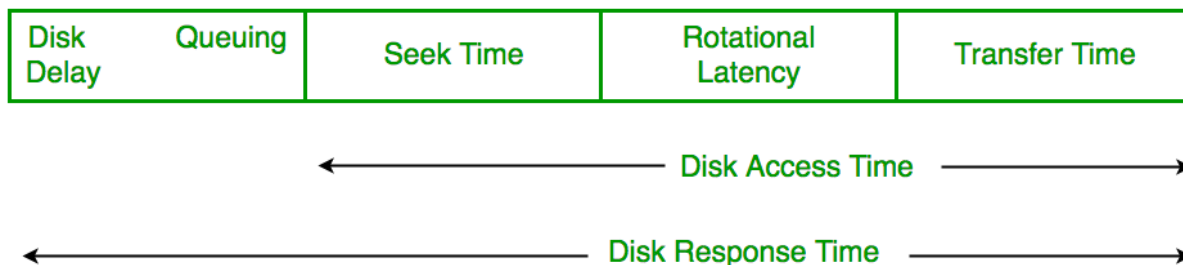 Disk Queuing
Delay
Seek Time
Rotational
Latency
Transfer Time
Disk Access Time
Disk Response Time